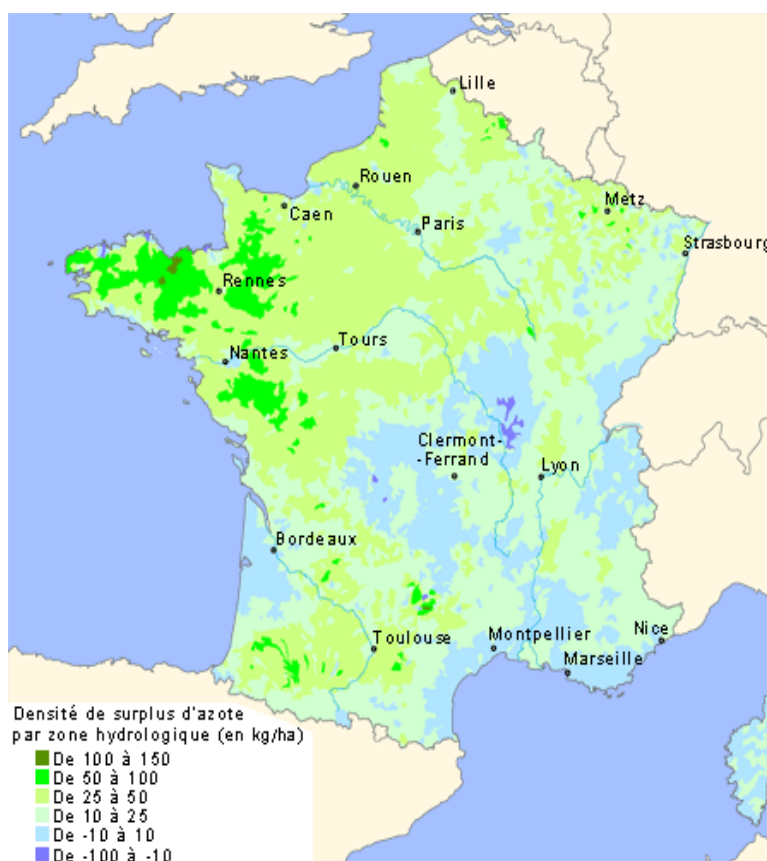 Lille
Rouen
Caen
Metz
Paris
Strasbourg
Rennes
Nantes
Tours
Clermont-
-Ferrand
Lyon
Bordeaux
Toulouse
Montpellier
Nice
Marseille
Densité de surplus d'azote
par zone hydrologique (en kg/ha)
De 100 à 150
De 50 à 100
De 25 à 50
De 10 à 25
De -10 à 10
De -100 à -10